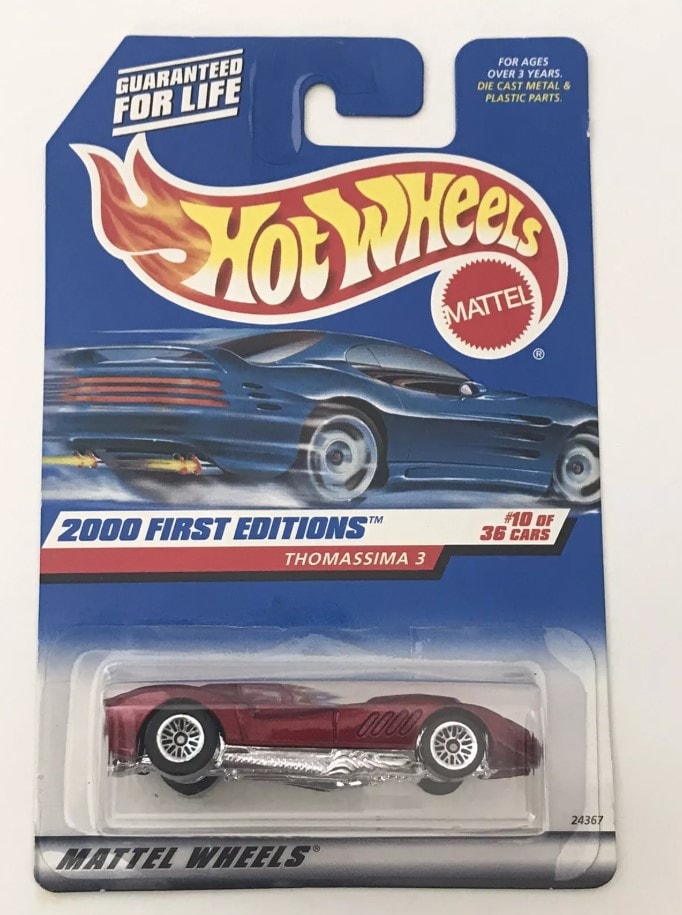 GUARANTEED
FOR LIFE
FOR AGES
OVER 3 YEARS.
DIE CAST METAL &
PLASTIC PARTS.
HOT WHEELS
MATTEL
®
2000 FIRST EDITIONS™
#10 OF
36 CARS
THOMASSIMA 3
24367
MATTEL WHEELS®